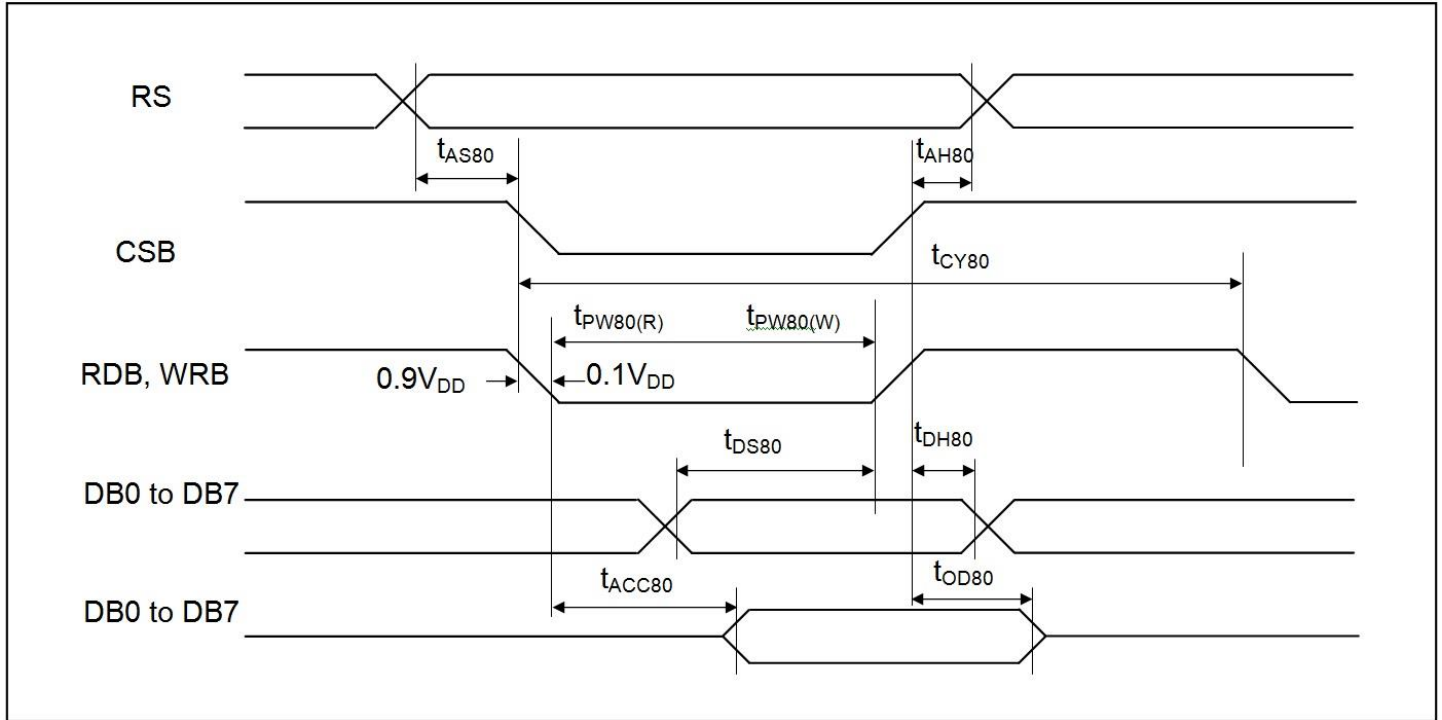 RS
tAS80
tAH80
CSB
tCY80
tPW80(R)
tPW80(W)
RDB, WRB
0.9VDD
0.1VDD
tDS80
tDH80
DB0 to DB7
tACC80
tOD80
DB0 to DB7